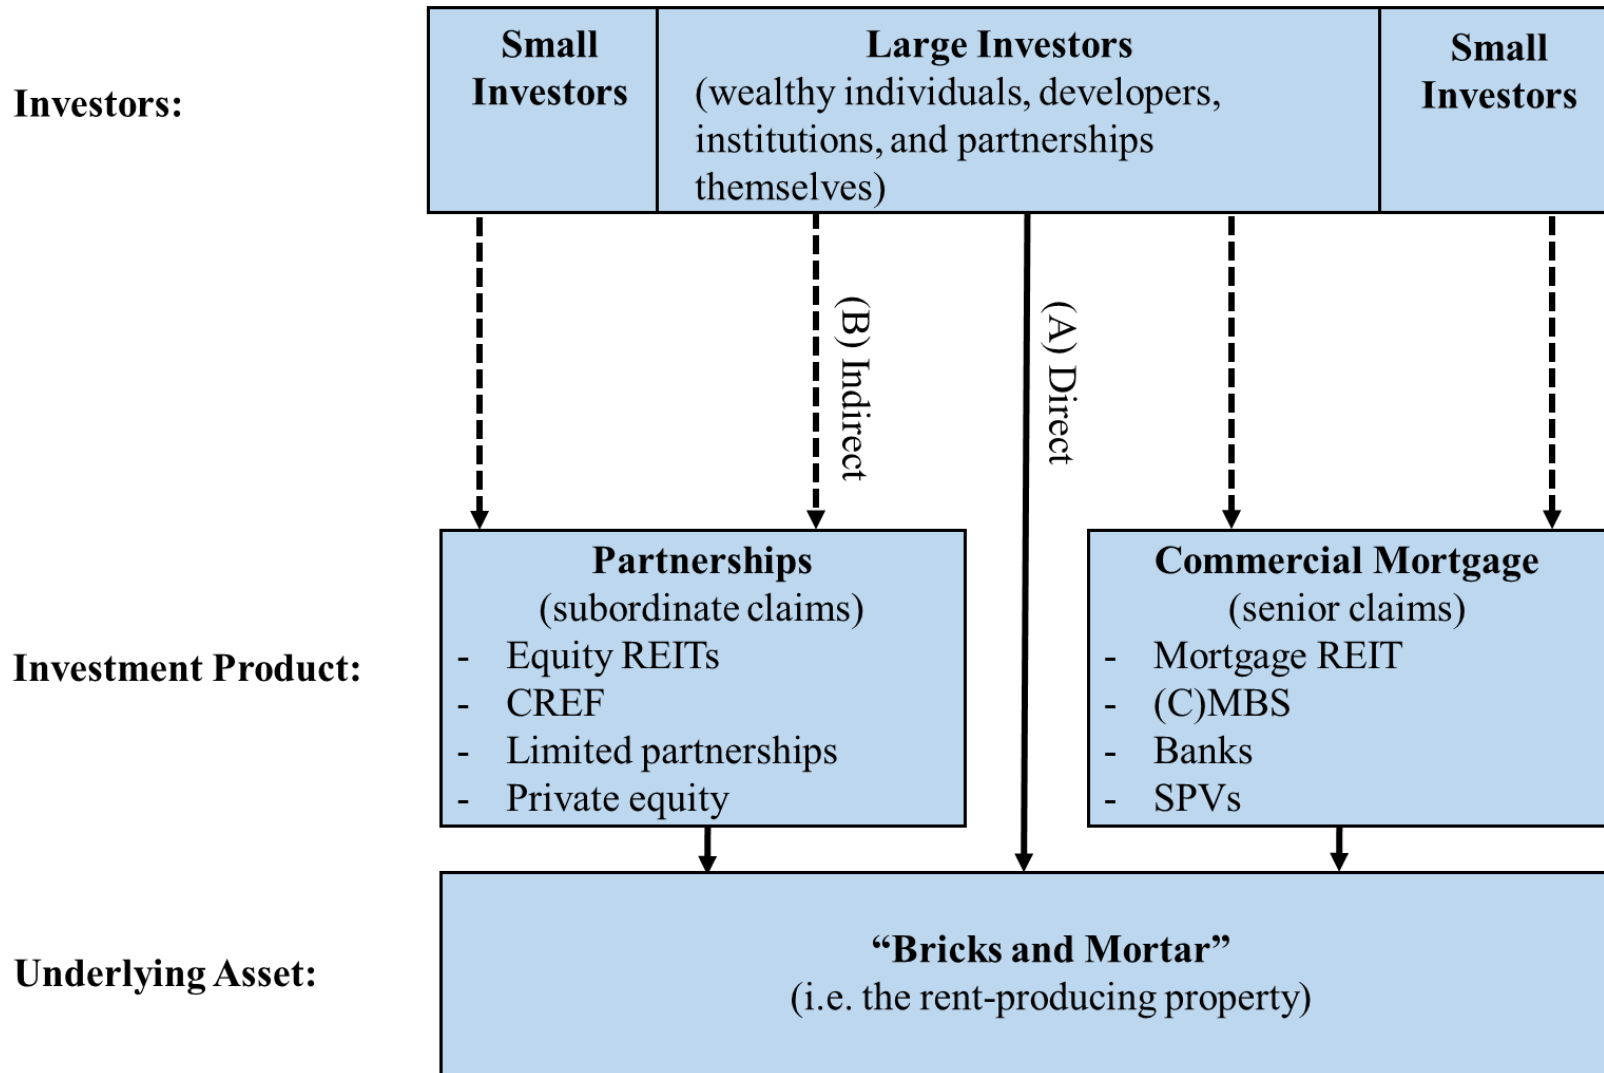 Investors:
Small
Investors
Large Investors
(wealthy individuals, developers,
institutions, and partnerships
themselves)
Small
Investors
(B) Indirect
(A) Direct
Investment Product:
Partnerships
(subordinate claims)
- Equity REITs
- CREF
- Limited partnerships
- Private equity
Commercial Mortgage
(senior claims)
- Mortgage REIT
- (C)MBS
- Banks
- SPVs
Underlying Asset:
“Bricks and Mortar”
(i.e. the rent-producing property)